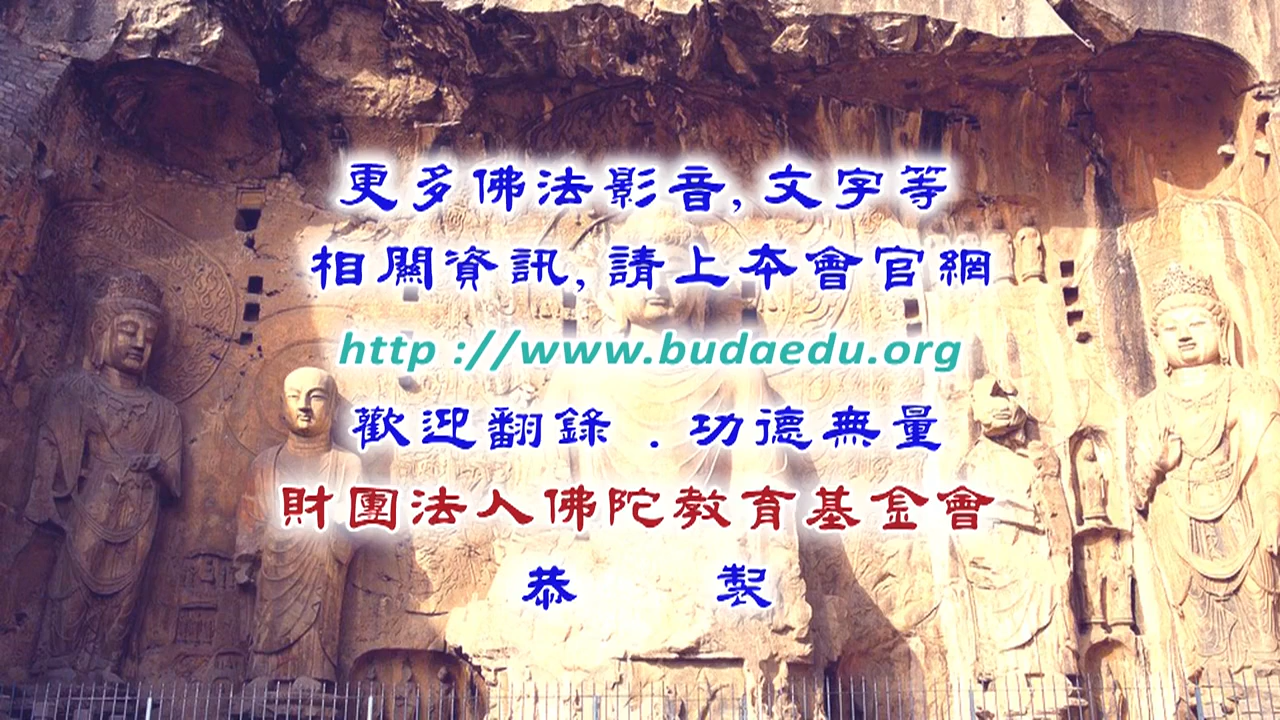 更多佛法影音,文字等
相關資訊,請上本會官網
http ://www.budaedu.org
歡迎翻錄 . 功德無量
財團法人佛陀教育基金會
恭 製